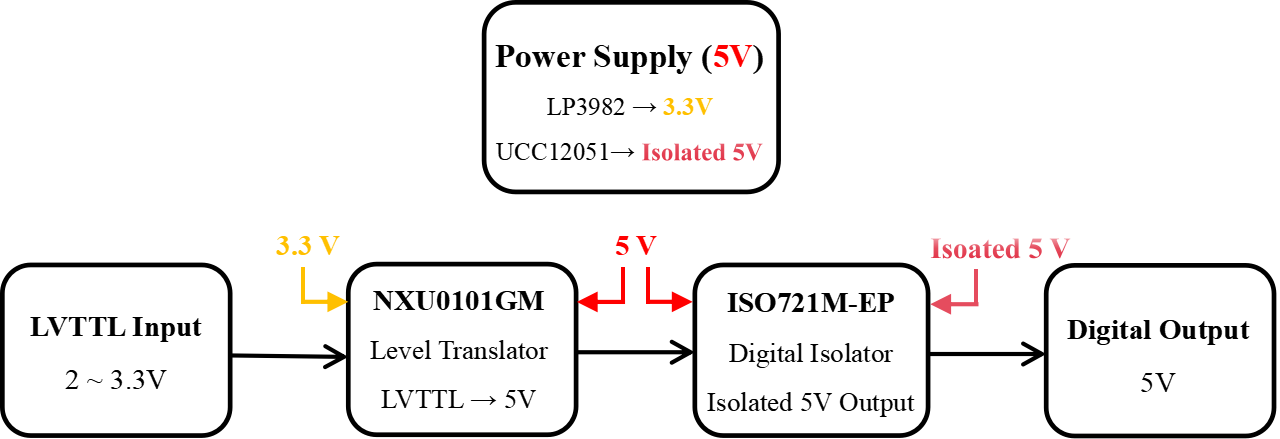 Power Supply (5V)
LP3982 → 3.3V
UCC12051→ Isolated 5V
3.3 V
5 V
Isoated 5 V
LVTTL Input
2 ~ 3.3V
NXU0101GM
Level Translator
LVTTL → 5V
ISO721M-EP
Digital Isolator
Isolated 5V Output
Digital Output
5V